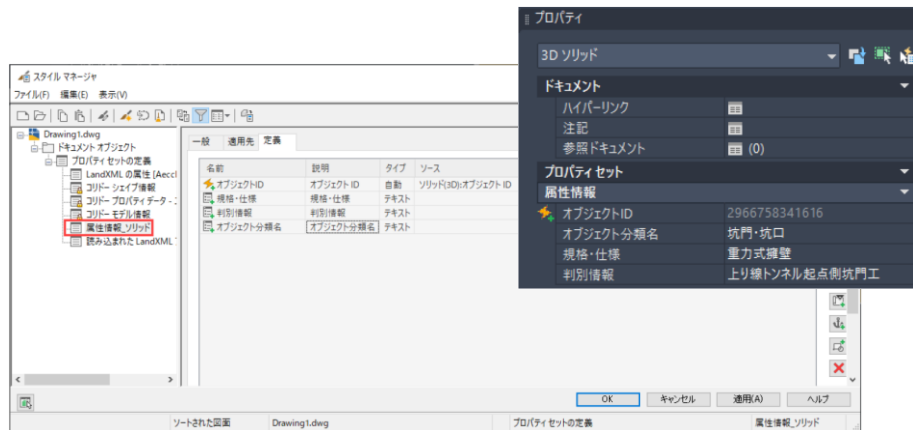 プロパティ
3D ソリッド
ドキュメント
ハイパーリンク
注記
参照ドキュメント (0)
プロパティ セット
属性情報
オブジェクトID 2966758341616
オブジェクト分類名 坑門・坑口
規格・仕様 重力式擁壁
判別情報 上り線トンネル起点側坑門工
スタイル マネージャ
ファイル(F) 編集(E) 表示(V)
Drawing1.dwg
ドキュメント オブジェクト
プロパティ セットの定義
LandXML の属性 [Aeccl
コリドー シェイプ情報
コリドー プロパティ データ - :
コリドー モデル情報
属性情報_ソリッド
読み込まれた LandXML
一般 適用先 定義
名前 説明 タイプ ソース
オブジェクトID オブジェクト ID 自動 ソリッド(3D):オブジェクト ID
規格・仕様 規格・仕様 テキスト
判別情報 判別情報 テキスト
オブジェクト分類名 オブジェクト分類名 テキスト
OK キャンセル 適用(A) ヘルプ
ソートされた図面 Drawing1.dwg プロパティ セットの定義 属性情報_ソリッド